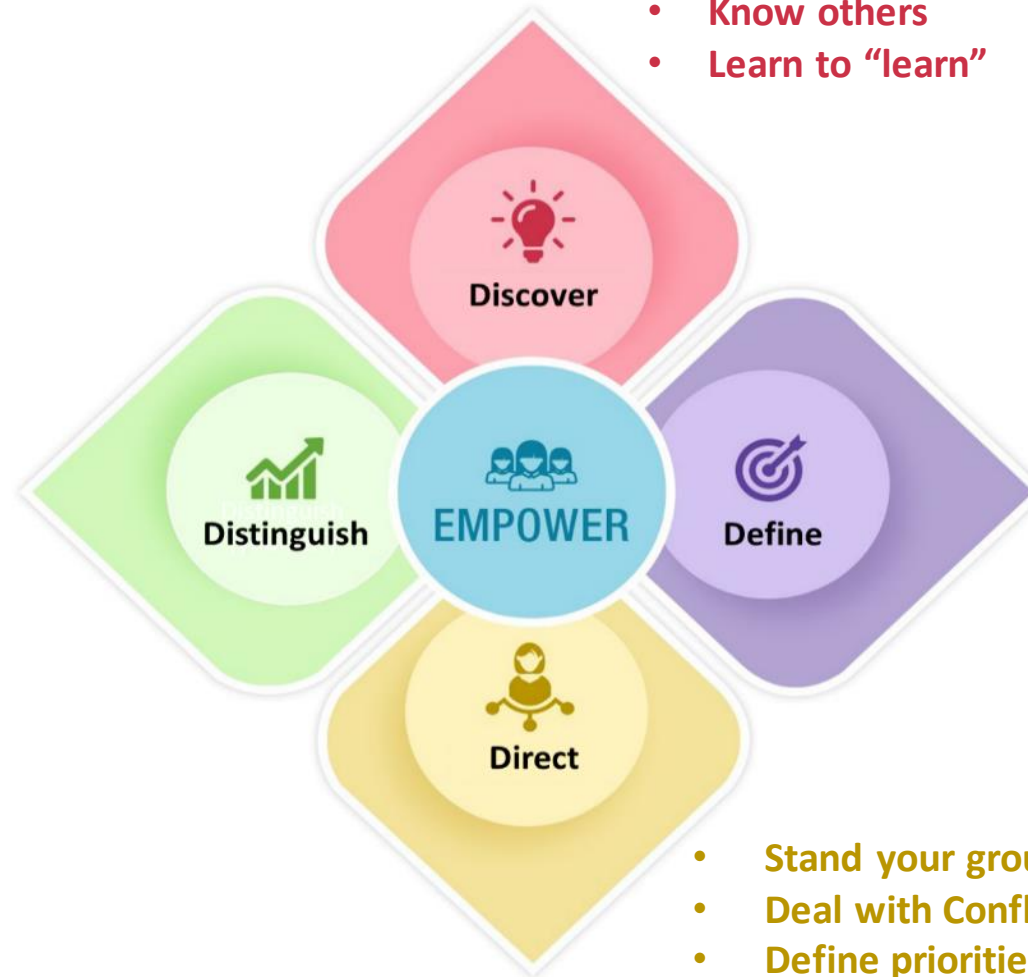 • Know others
• Learn to “learn”
Discover
Distinguish
EMPOWER
Define
Direct
• Stand your grou
• Deal with Confl
• Define prioritie